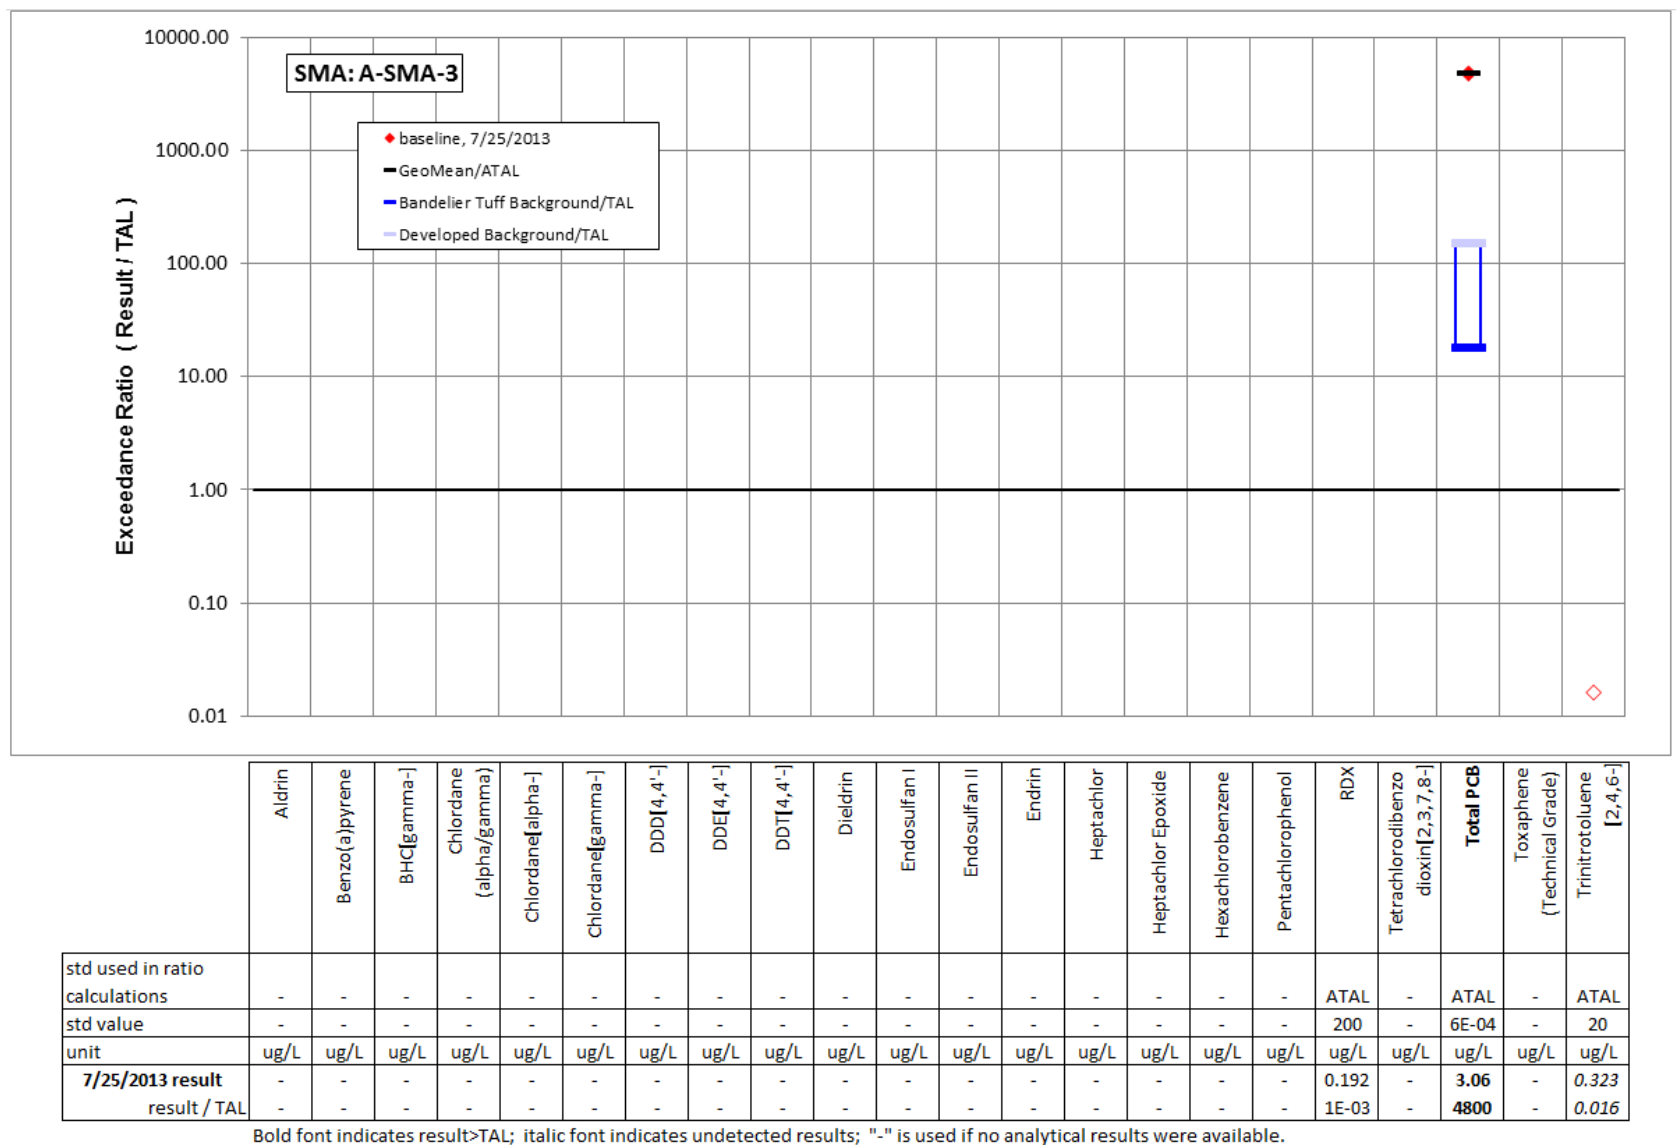 SMA: A-SMA-3
baseline, 7/25/2013
GeoMean/ATAL
Bandelier Tuff Background/TAL
Developed Background/TAL
Exceedance Ratio ( Result / TAL )
10000.00
1000.00
100.00
10.00
1.00
0.10
0.01
Aldrin
Benzo(a)pyrene
BHC[gamma-]
Chlordane
(alpha/gamma)
Chlordane[alpha-]
Chlordane[gamma-]
DDD[4,4'-]
DDE[4,4'-]
DDT[4,4'-]
Dieldrin
Endosulfan I
Endosulfan II
Endrin
Heptachlor
Heptachlor Epoxide
Hexachlorobenzene
Pentachlorophenol
RDX
Tetrachlorodibenzo
dioxin[2,3,7,8-]
Total PCB
Toxaphene
(Technical Grade)
Trinitrotoluene
[2,4,6-]
std used in ratio
calculations - - - - - - - - - - - - - - - - - ATAL - ATAL - ATAL
std value - - - - - - - - - - - - - - - - - 200 - 6E-04 - 20
unit ug/L ug/L ug/L ug/L ug/L ug/L ug/L ug/L ug/L ug/L ug/L ug/L ug/L ug/L ug/L ug/L ug/L ug/L ug/L ug/L ug/L ug/L
7/25/2013 result - - - - - - - - - - - - - - - - - 0.192 - 3.06 - 0.323
result / TAL - - - - - - - - - - - - - - - - - 1E-03 - 4800 - 0.016
Bold font indicates result>TAL; italic font indicates undetected results; "-" is used if no analytical results were available.